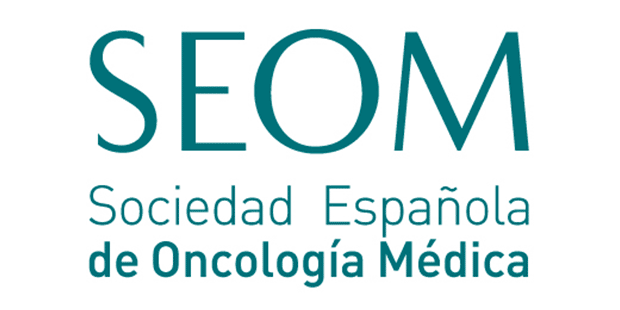 SEOM
Sociedad Española
de Oncología Médica